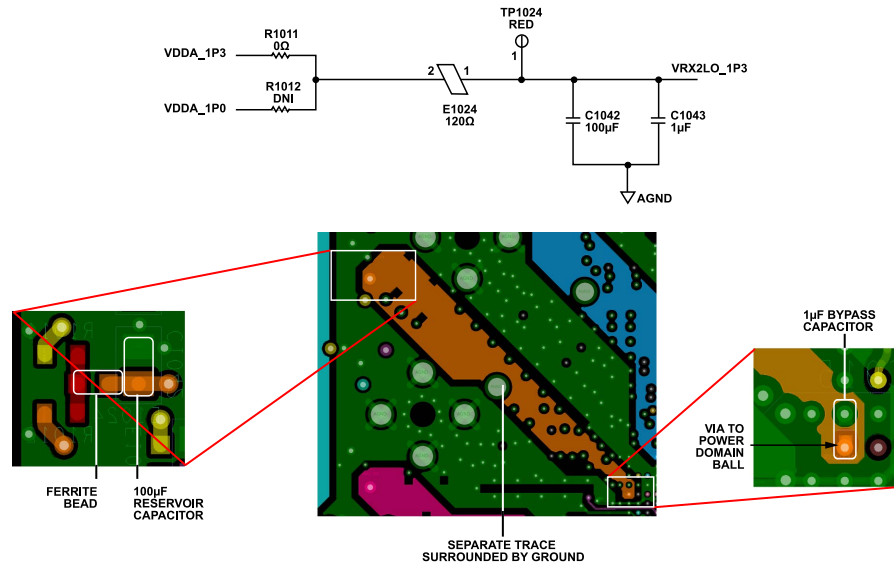 TP1024
RED
1
R1011
0Ω
VDDA_1P3
R1012
DNI
VDDA_1P0
2
1
E1024
120Ω
VRX2LO_1P3
C1042
100µF
C1043
1µF
AGND
1µF BYPASS
CAPACITOR
VIA TO
POWER
DOMAIN
BALL
FERRITE
BEAD
100µF
RESERVOIR
CAPACITOR
SEPARATE TRACE
SURROUNDED BY GROUND